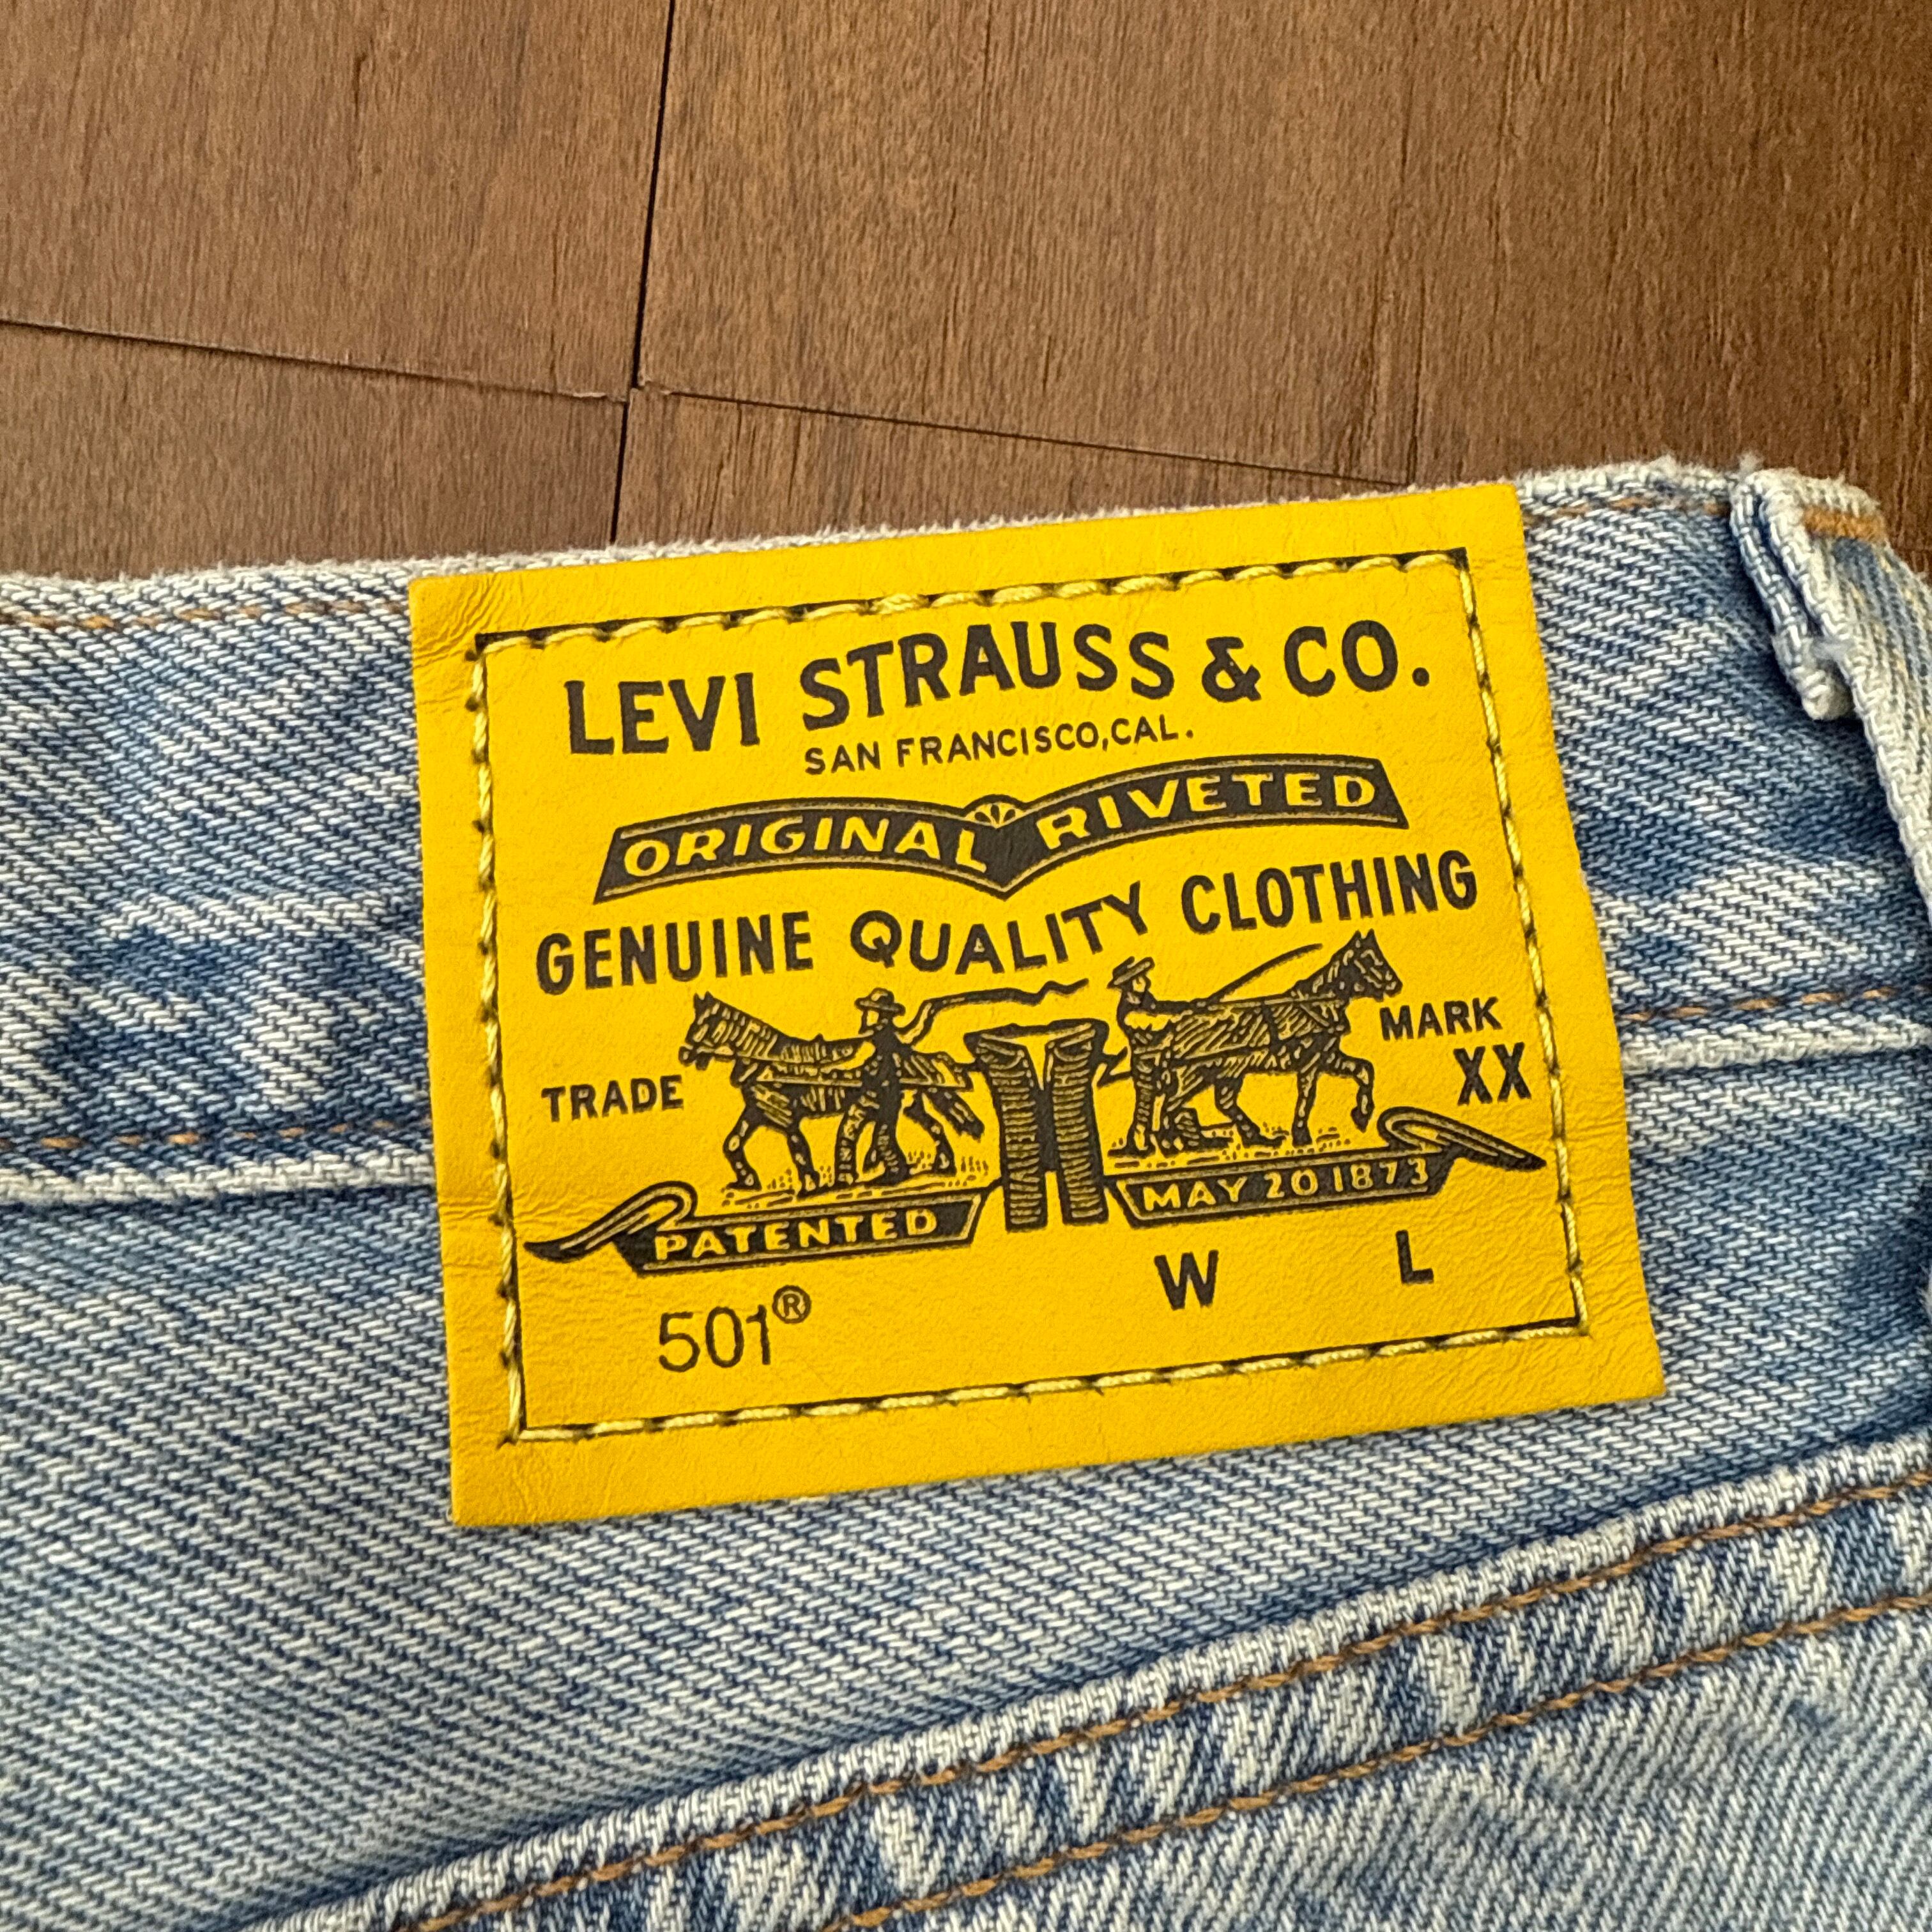 LEVI STRAUSS & CO.
SAN FRANCISCO, CAL.
ORIGINAL RIVETED
GENUINE QUALITY CLOTHING
TRADE MARK
XX
PATENTED MAY 20 1873
501® W L